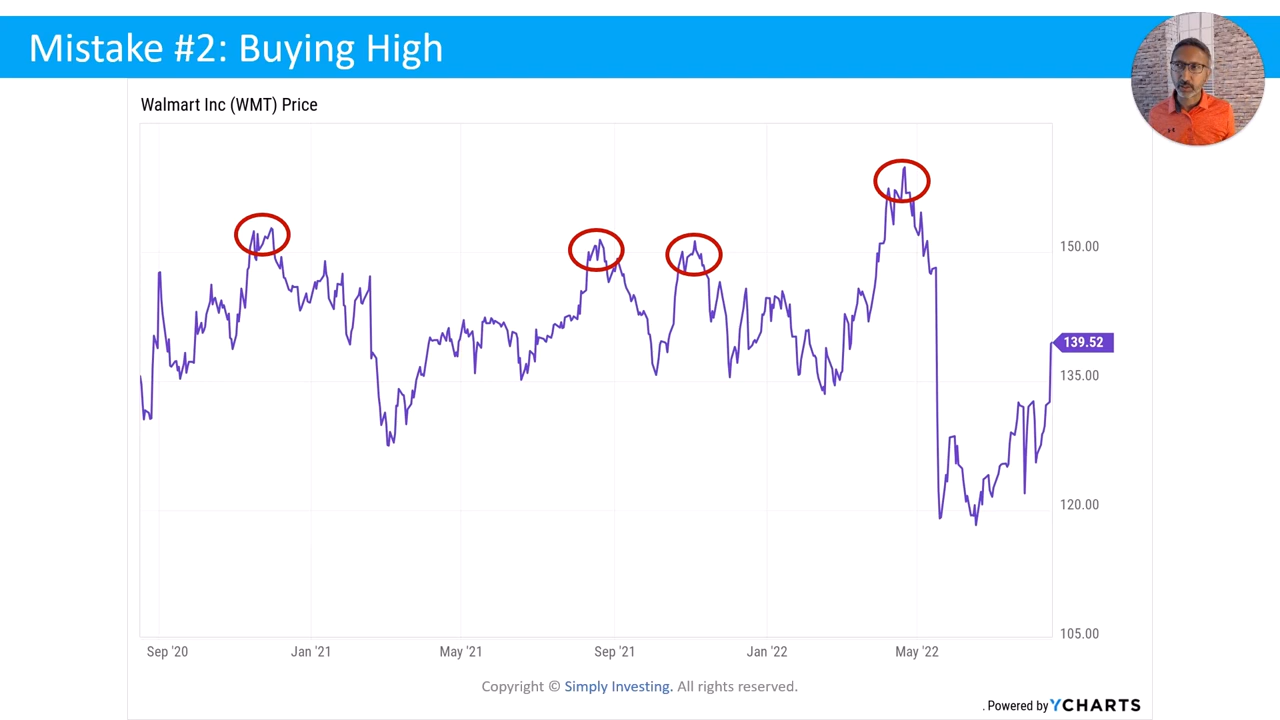 Mistake #2: Buying High
Walmart Inc (WMT) Price
150.00
139.52
135.00
120.00
105.00
Sep '20 Jan '21 May '21 Sep '21 Jan '22 May '22
Copyright © Simply Investing. All rights reserved.
. Powered by YCHARTS